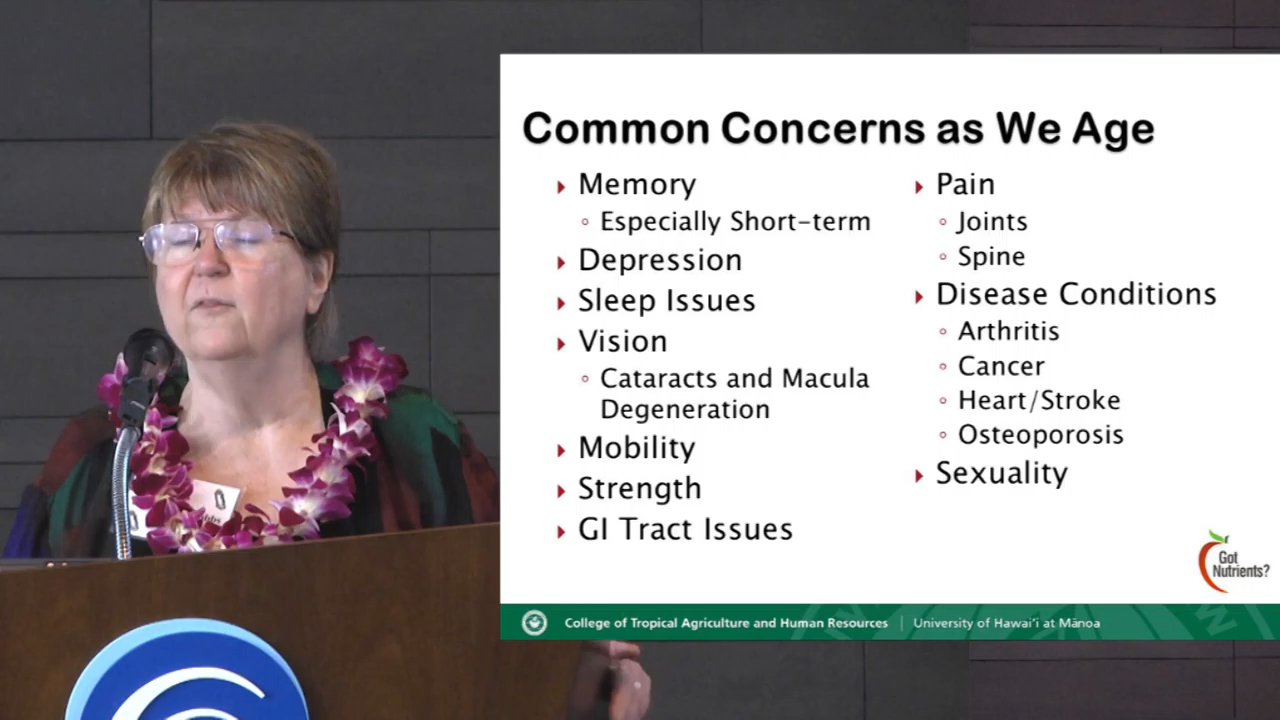 Common Concerns as We Age
Memory
Especially Short-term
Depression
Sleep Issues
Vision
Cataracts and Macula
Degeneration
Mobility
Strength
GI Tract Issues
Pain
Joints
Spine
Disease Conditions
Arthritis
Cancer
Heart/Stroke
Osteoporosis
Sexuality
Got
Nutrients?
College of Tropical Agriculture and Human Resources | University of Hawai'i at Mānoa